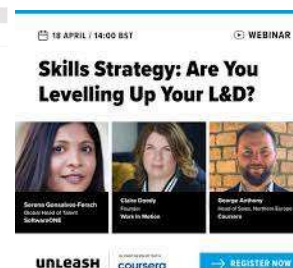 18 APRIL / 14:00 BST
WEBINAR
Skills Strategy: Are You
Levelling Up Your L&D?
Serena Gonsalves-Fersch
Global Head of Talent
SoftwareONE
Claire Gowdy
Founder
Work In Motion
George Anthony
Head of Sales, Northern Europe
Coursera
UNLEASH
coursera
→ REGISTER NOW